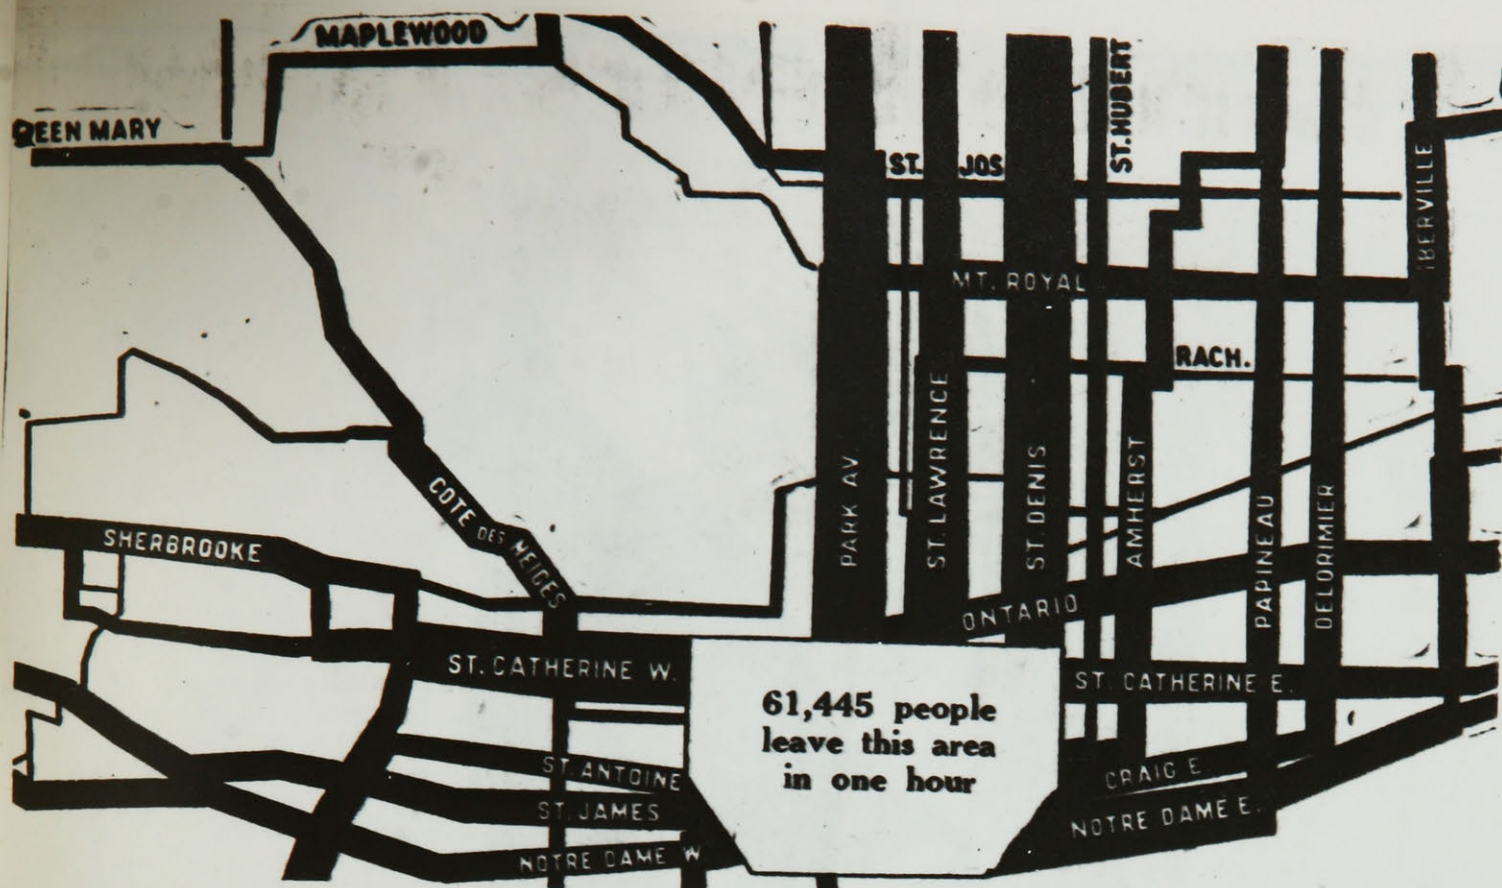 MAPLEWOOD
QEEN MARY
ST. JOS
ST. HUBERT
IBERVILLE
MT. ROYAL
RACH.
COTE DES NEIGES
SHERBROOKE
PARK AV.
ST. LAWRENCE
ST. DENIS
AMHERST
PAPINEAU
DELORIMIER
ONTARIO
ST. CATHERINE W.
ST. CATHERINE E.
61,445 people
leave this area
in one hour
ST. ANTOINE
ST. JAMES
NOTRE DAME W
CRAIG E.
NOTRE DAME E.